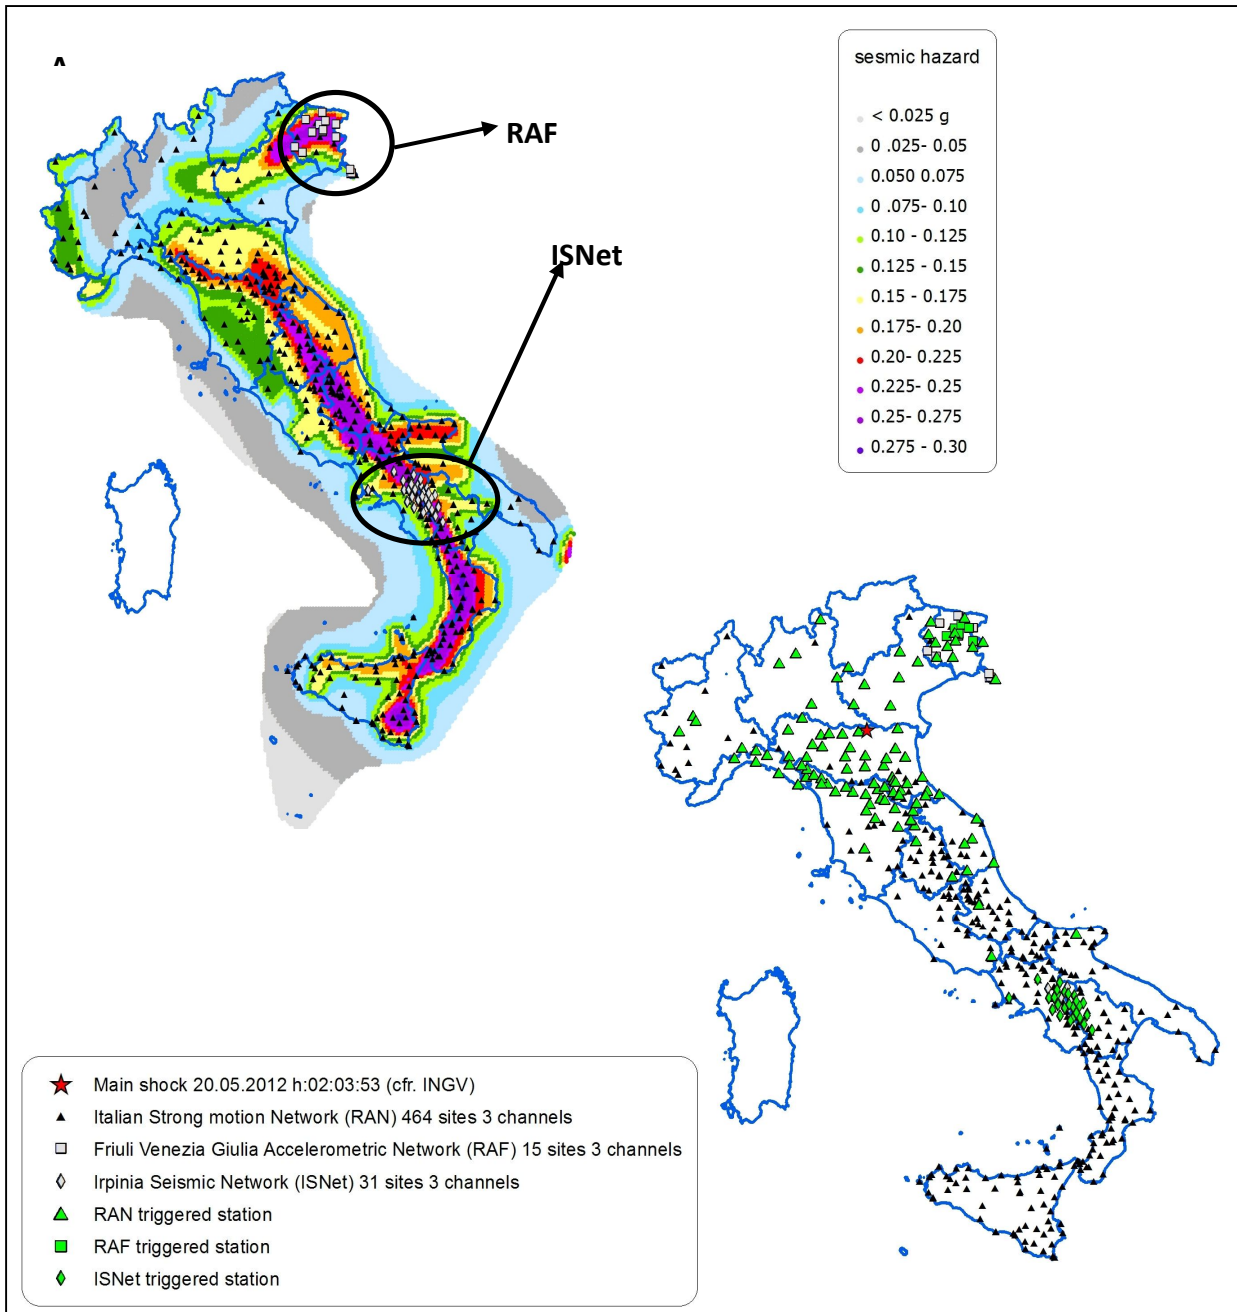 A
RAF
ISNet
sesmic hazard
< 0.025 g
0 .025- 0.05
0.050 0.075
0 .075- 0.10
0.10 - 0.125
0.125 - 0.15
0.15 - 0.175
0.175- 0.20
0.20- 0.225
0.225- 0.25
0.25- 0.275
0.275 - 0.30
Main shock 20.05.2012 h:02:03:53 (cfr. INGV)
Italian Strong motion Network (RAN) 464 sites 3 channels
Friuli Venezia Giulia Accelerometric Network (RAF) 15 sites 3 channels
Irpinia Seismic Network (ISNet) 31 sites 3 channels
RAN triggered station
RAF triggered station
ISNet triggered station